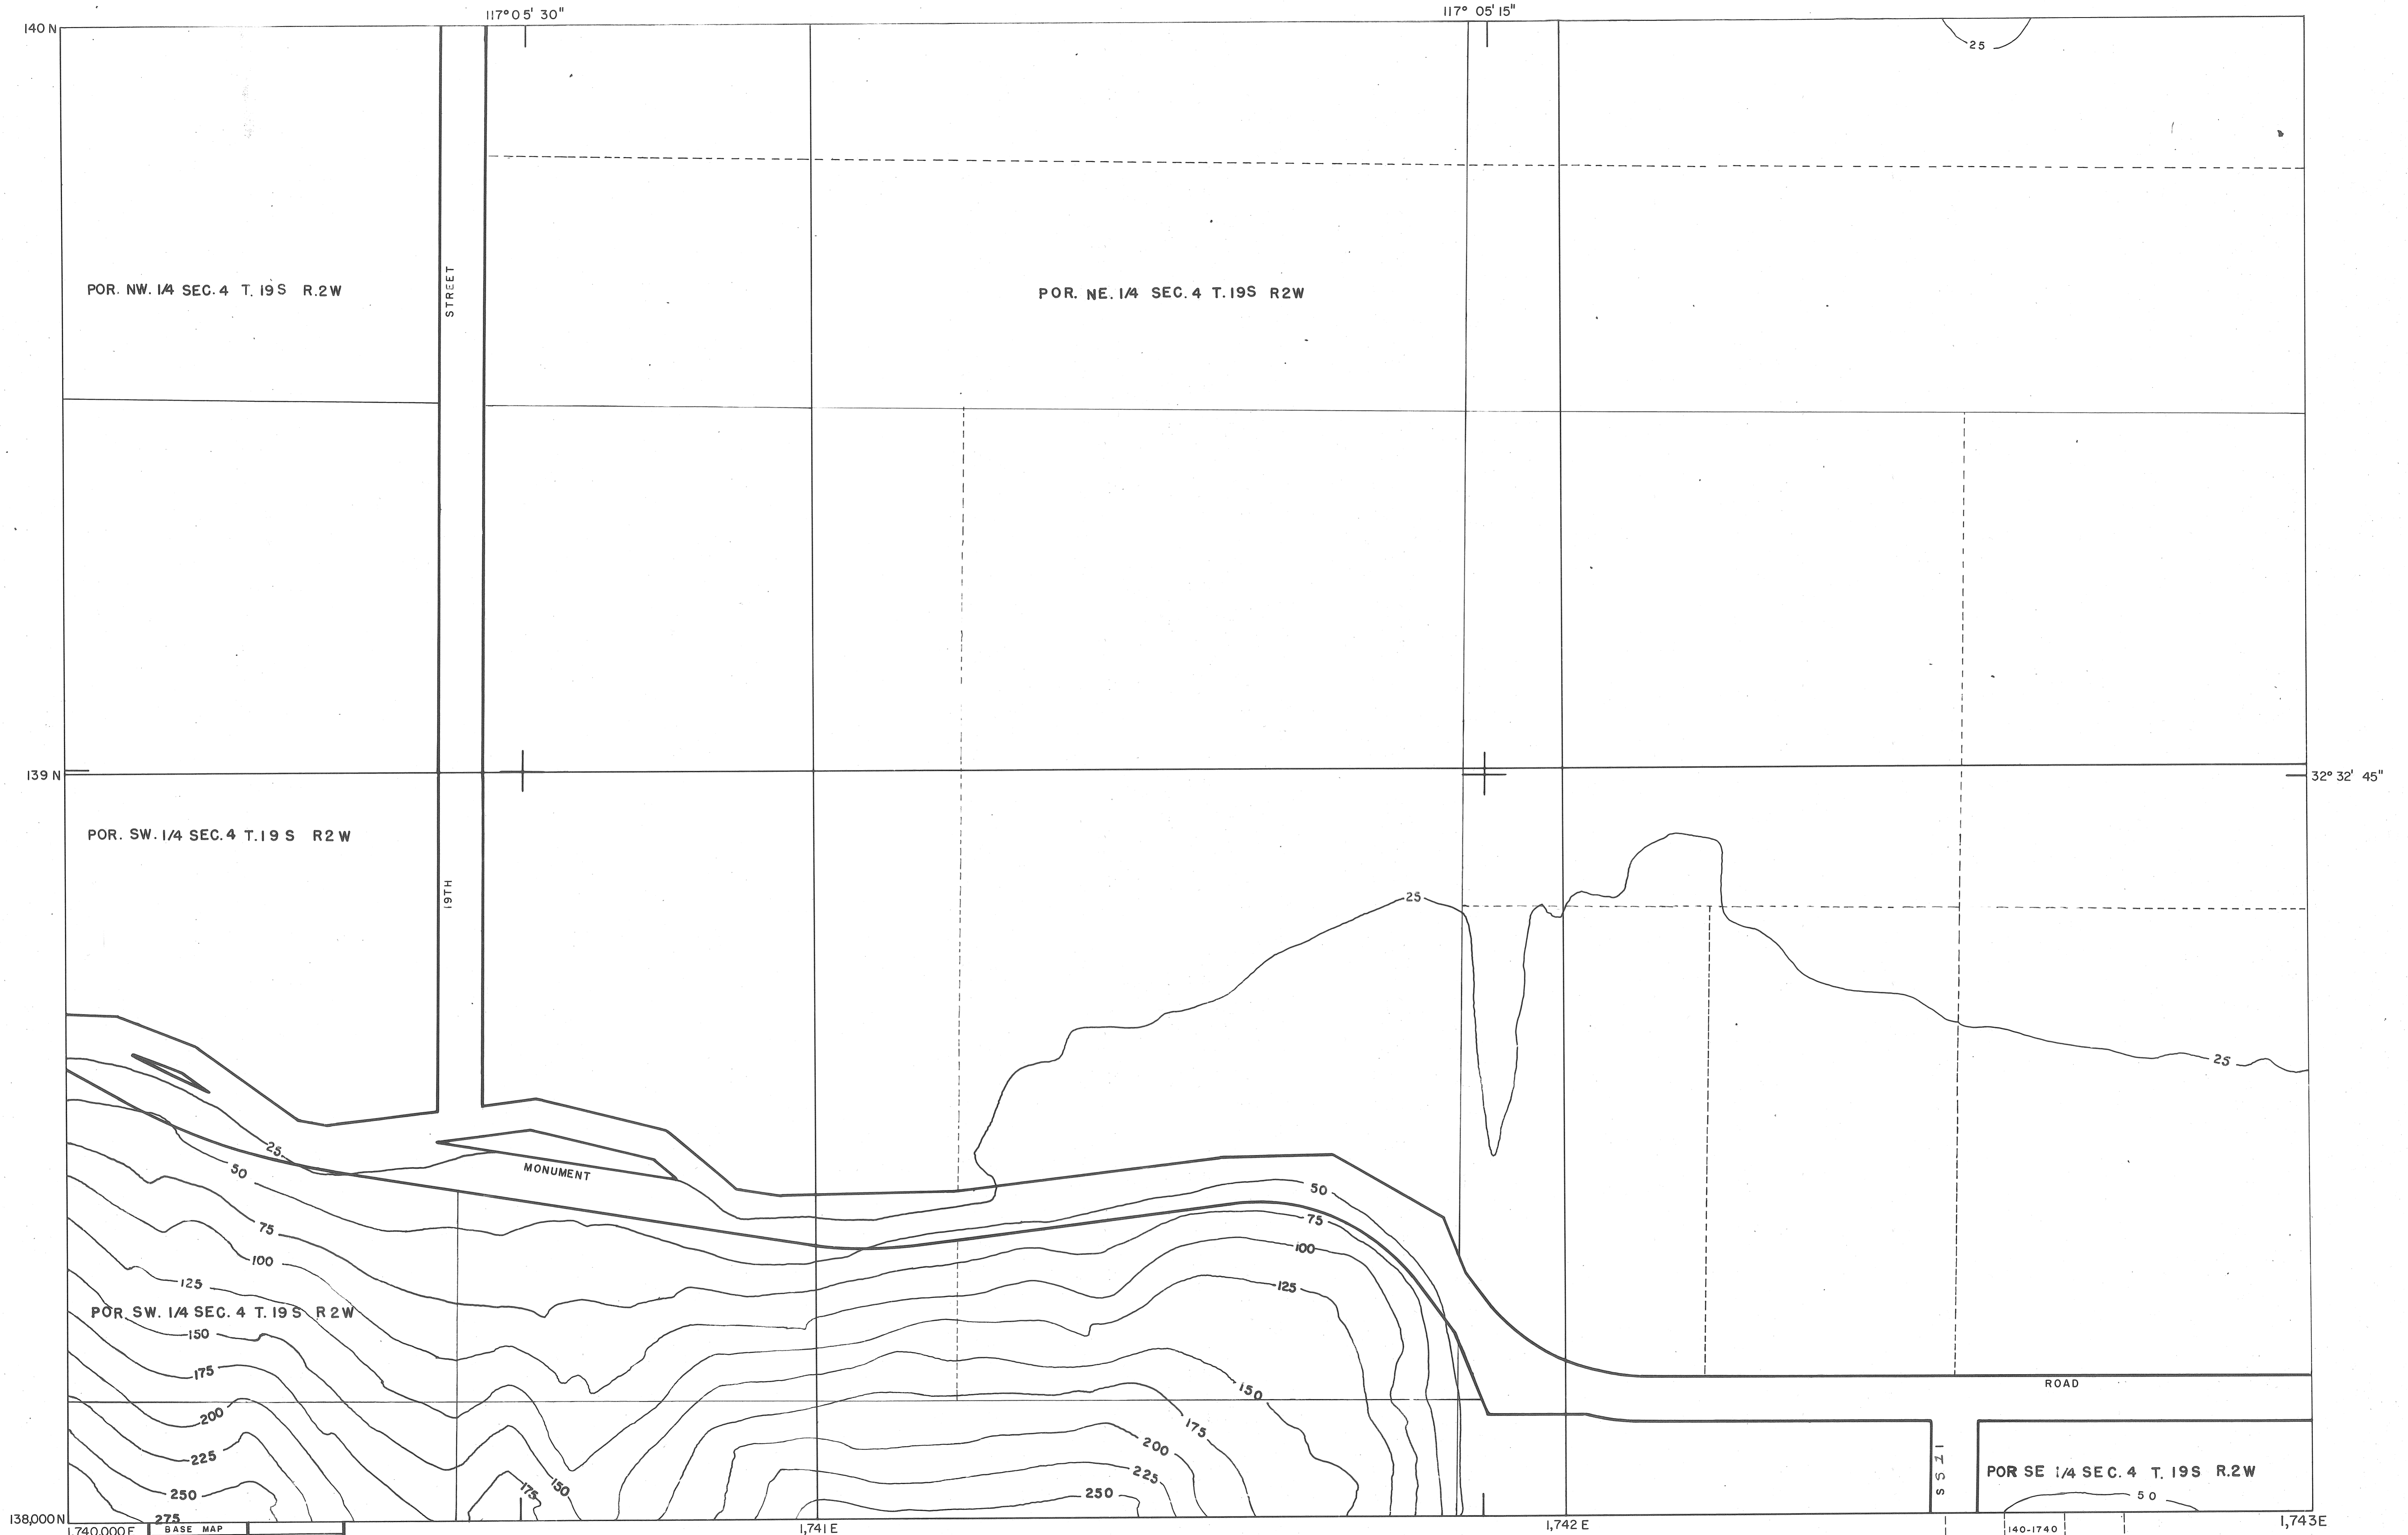 117° 05' 30"
117° 05' 15"
140 N
25
STREET
POR. NW. 1/4 SEC. 4 T. 19 S R.2W
POR. NE. 1/4 SEC. 4 T. 19S R2W
139 N
32° 32' 45"
POR. SW. 1/4 SEC. 4 T. 19 S R2W
19TH
25
25
25
50
MONUMENT
50
75
75
100
100
125
125
POR. SW. 1/4 SEC. 4 T. 19 S R2W
150
175
ROAD
150
200
175
200
225
225
POR SE 1/4 SEC. 4 T. 19S R.2W
175
150
250
250
50
275
138,000 N
1,740,000 E
BASE MAP
1,741 E
1,742 E
140-1740
1,743E